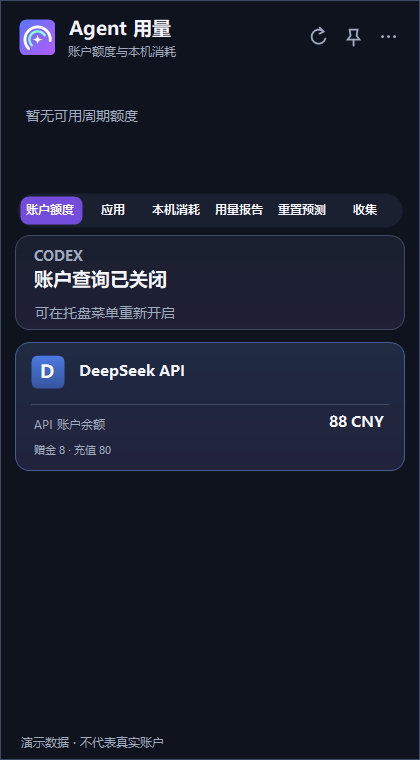 Agent 用量
账户额度与本机消耗
暂无可用周期额度
账户额度 应用 本机消耗 用量报告 重置预测 收集
CODEX
账户查询已关闭
可在托盘菜单重新开启
D DeepSeek API
API 账户余额 88 CNY
赠金 8 · 充值 80
演示数据 · 不代表真实账户